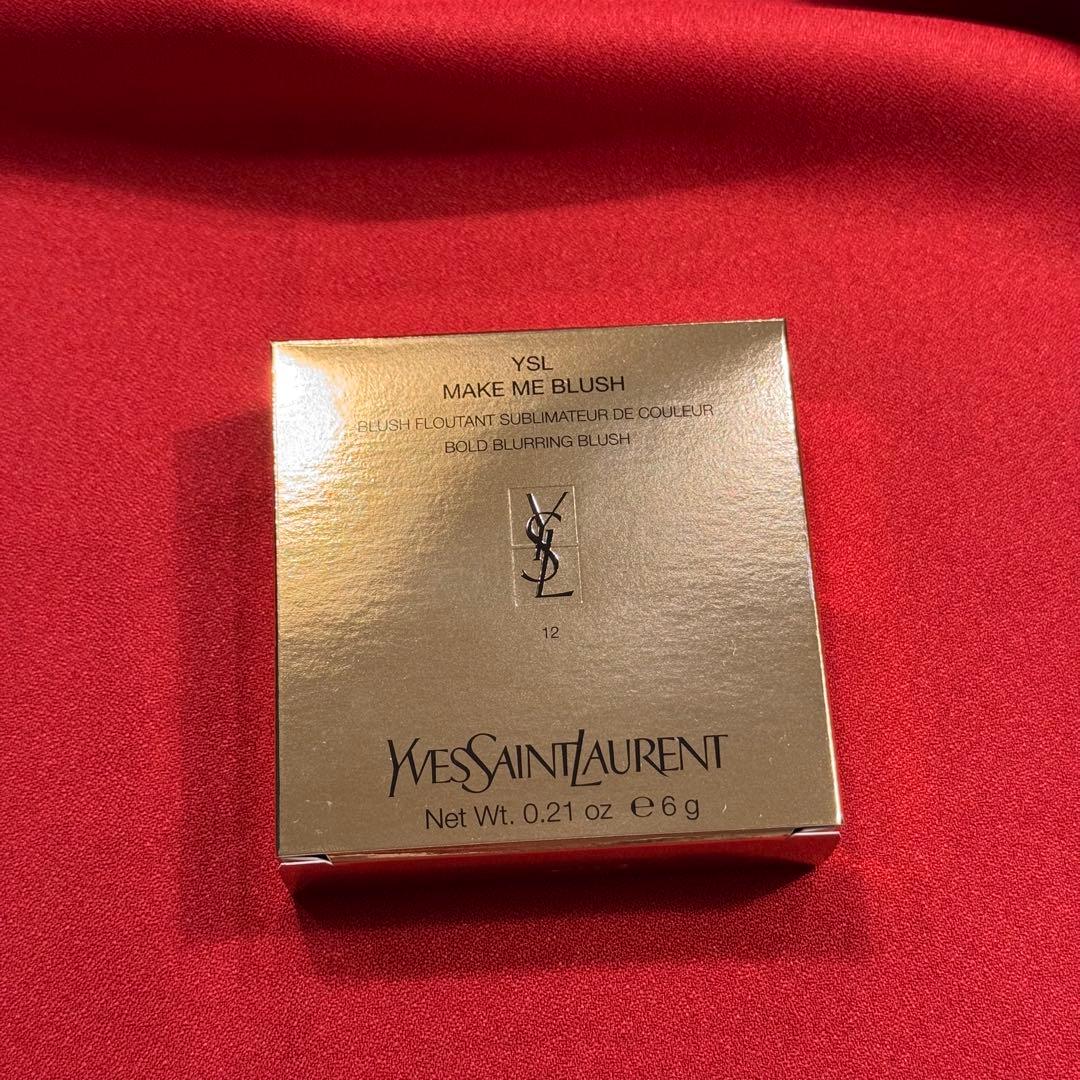 YSL
MAKE ME BLUSH
BLUSH FLOUTANT SUBLIMATEUR DE COULEUR
BOLD BLURRING BLUSH
YSL
12
YVESSAINTLAURENT
Net Wt. 0.21 oz ℮ 6 g